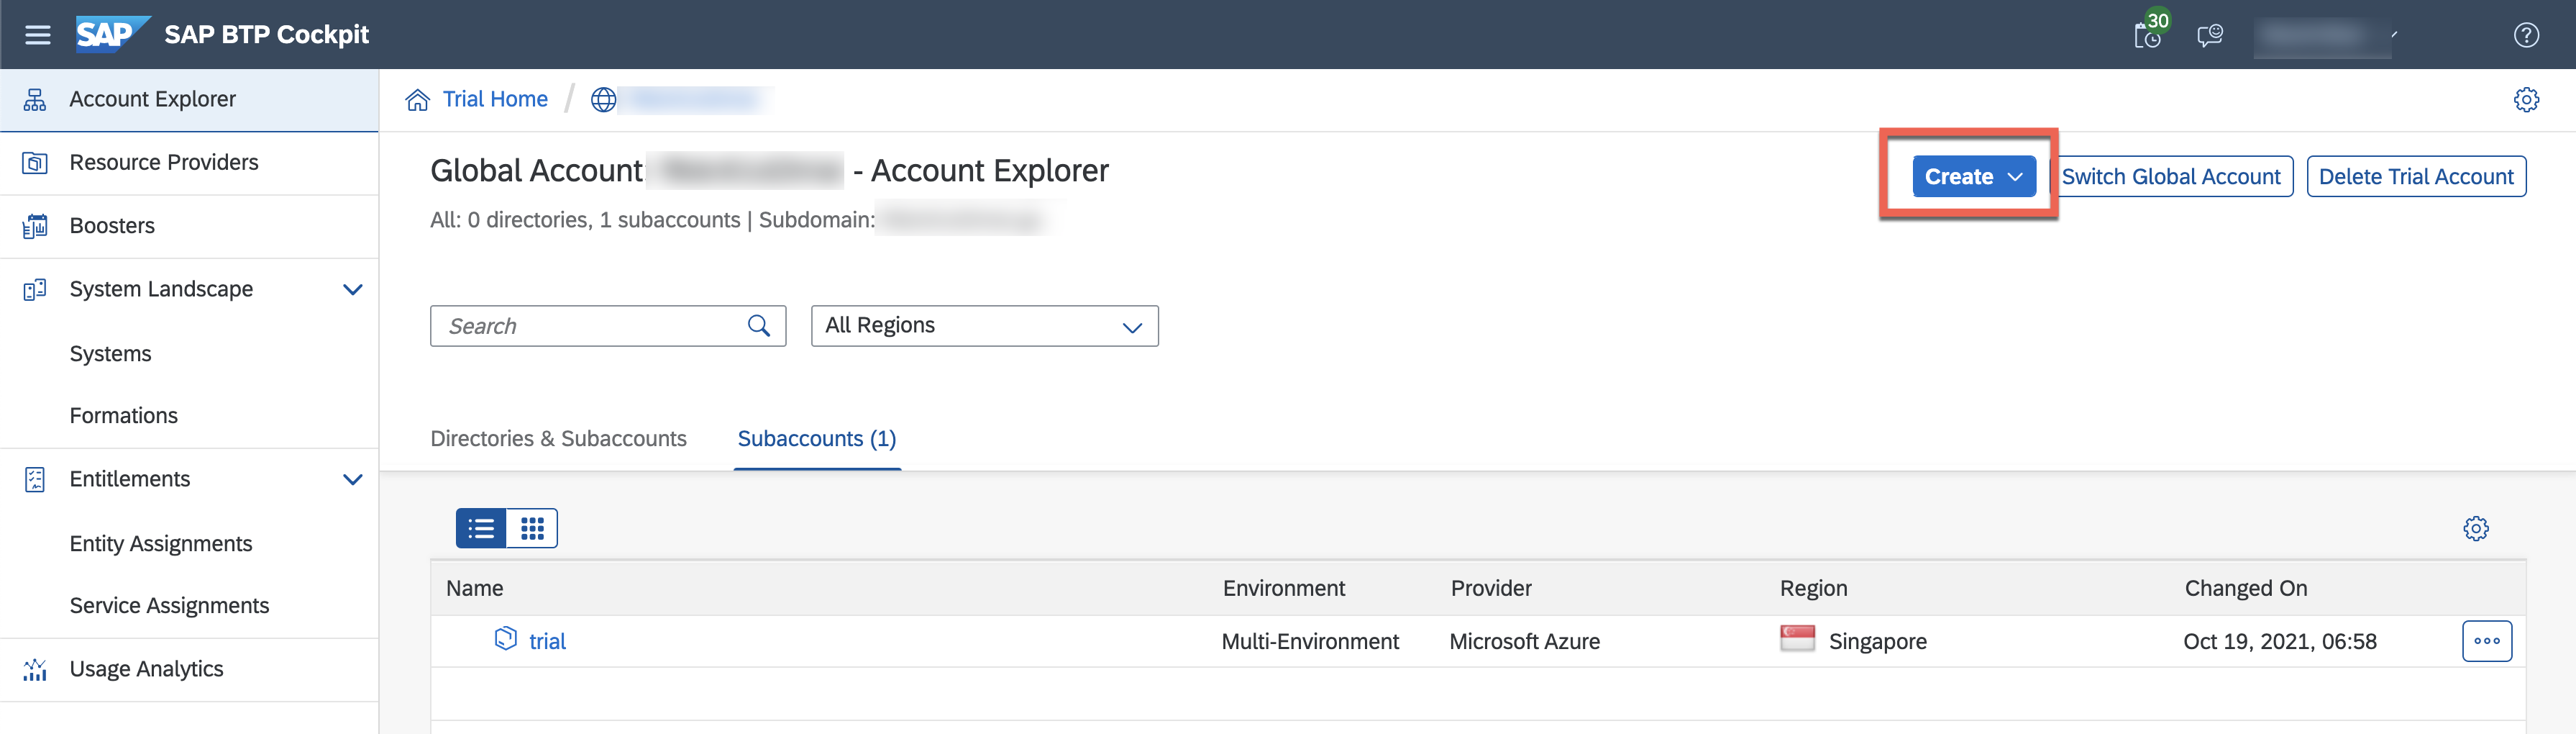 SAP SAP BTP Cockpit 30
Account Explorer
Resource Providers
Boosters
System Landscape
Systems
Formations
Entitlements
Entity Assignments
Service Assignments
Usage Analytics
Trial Home /
Global Account - Account Explorer
Create Switch Global Account Delete Trial Account
All: 0 directories, 1 subaccounts | Subdomain:
Search All Regions
Directories & Subaccounts Subaccounts (1)
Name Environment Provider Region Changed On
trial Multi-Environment Microsoft Azure Singapore Oct 19, 2021, 06:58